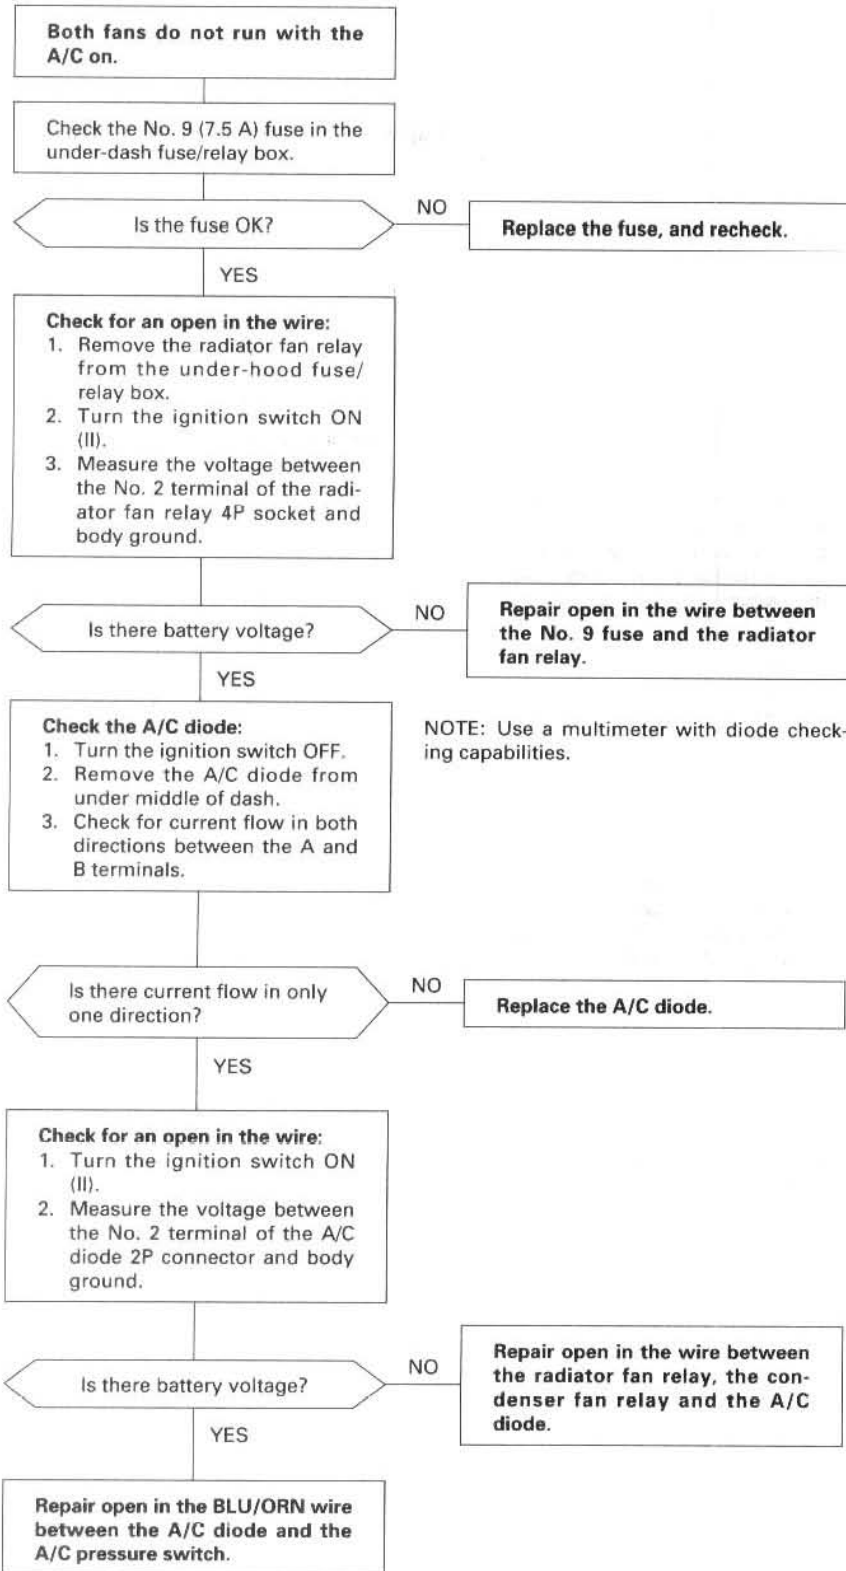 Both fans do not run with the
A/C on.
Check the No. 9 (7.5 A) fuse in the
under-dash fuse/relay box.
Is the fuse OK?
NO
Replace the fuse, and recheck.
YES
Check for an open in the wire:
1. Remove the radiator fan relay
from the under-hood fuse/
relay box.
2. Turn the ignition switch ON
(II).
3. Measure the voltage between
the No. 2 terminal of the radi-
ator fan relay 4P socket and
body ground.
Is there battery voltage?
NO
Repair open in the wire between
the No. 9 fuse and the radiator
fan relay.
YES
Check the A/C diode:
1. Turn the ignition switch OFF.
2. Remove the A/C diode from
under middle of dash.
3. Check for current flow in both
directions between the A and
B terminals.
NOTE: Use a multimeter with diode check-
ing capabilities.
Is there current flow in only
one direction?
NO
Replace the A/C diode.
YES
Check for an open in the wire:
1. Turn the ignition switch ON
(II).
2. Measure the voltage between
the No. 2 terminal of the A/C
diode 2P connector and body
ground.
Is there battery voltage?
NO
Repair open in the wire between
the radiator fan relay, the con-
denser fan relay and the A/C
diode.
YES
Repair open in the BLU/ORN wire
between the A/C diode and the
A/C pressure switch.